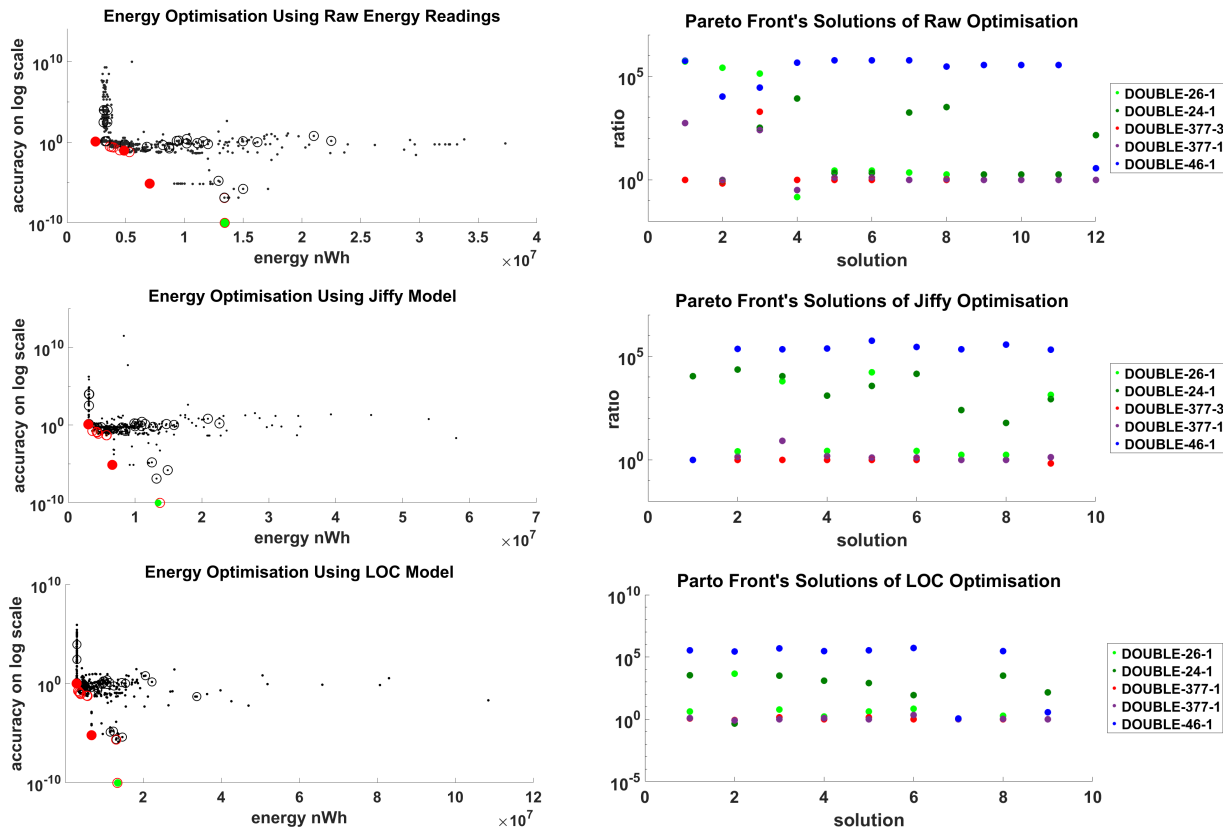 Energy Optimisation Using Raw Energy Readings
accuracy on log scale
10^10
10^0
10^-10
0 0.5 1 1.5 2 2.5 3 3.5 4
energy nWh
×10^7
Pareto Front's Solutions of Raw Optimisation
ratio
10^5
10^0
0 2 4 6 8 10 12
solution
DOUBLE-26-1
DOUBLE-24-1
DOUBLE-377-3
DOUBLE-377-1
DOUBLE-46-1
Energy Optimisation Using Jiffy Model
accuracy on log scale
10^10
10^0
10^-10
0 1 2 3 4 5 6 7
energy nWh
×10^7
Pareto Front's Solutions of Jiffy Optimisation
ratio
10^5
10^0
0 2 4 6 8 10
solution
DOUBLE-26-1
DOUBLE-24-1
DOUBLE-377-3
DOUBLE-377-1
DOUBLE-46-1
Energy Optimisation Using LOC Model
accuracy on log scale
10^10
10^0
10^-10
2 4 6 8 10 12
energy nWh
×10^7
Parto Front's Solutions of LOC Optimisation
ratio
10^10
10^5
10^0
10^-5
0 2 4 6 8 10
solution
DOUBLE-26-1
DOUBLE-24-1
DOUBLE-377-1
DOUBLE-377-1
DOUBLE-46-1